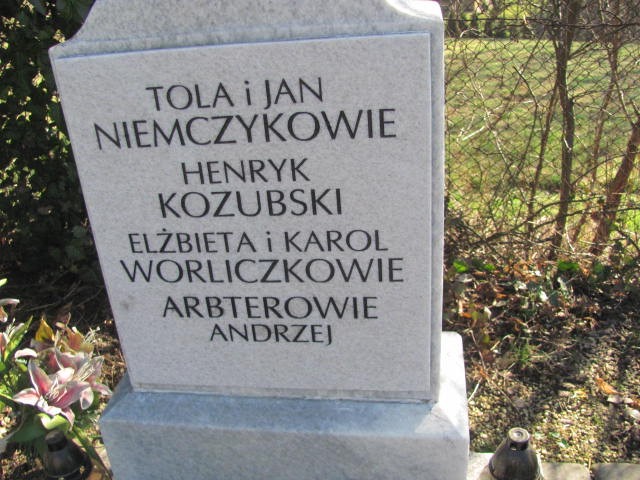 TOLA i JAN
NIEMCZYKOWIE
HENRYK
KOZUBSKI
ELŻBIETA i KAROL
WORLICZKOWIE
ARBTEROWIE
ANDRZEJ